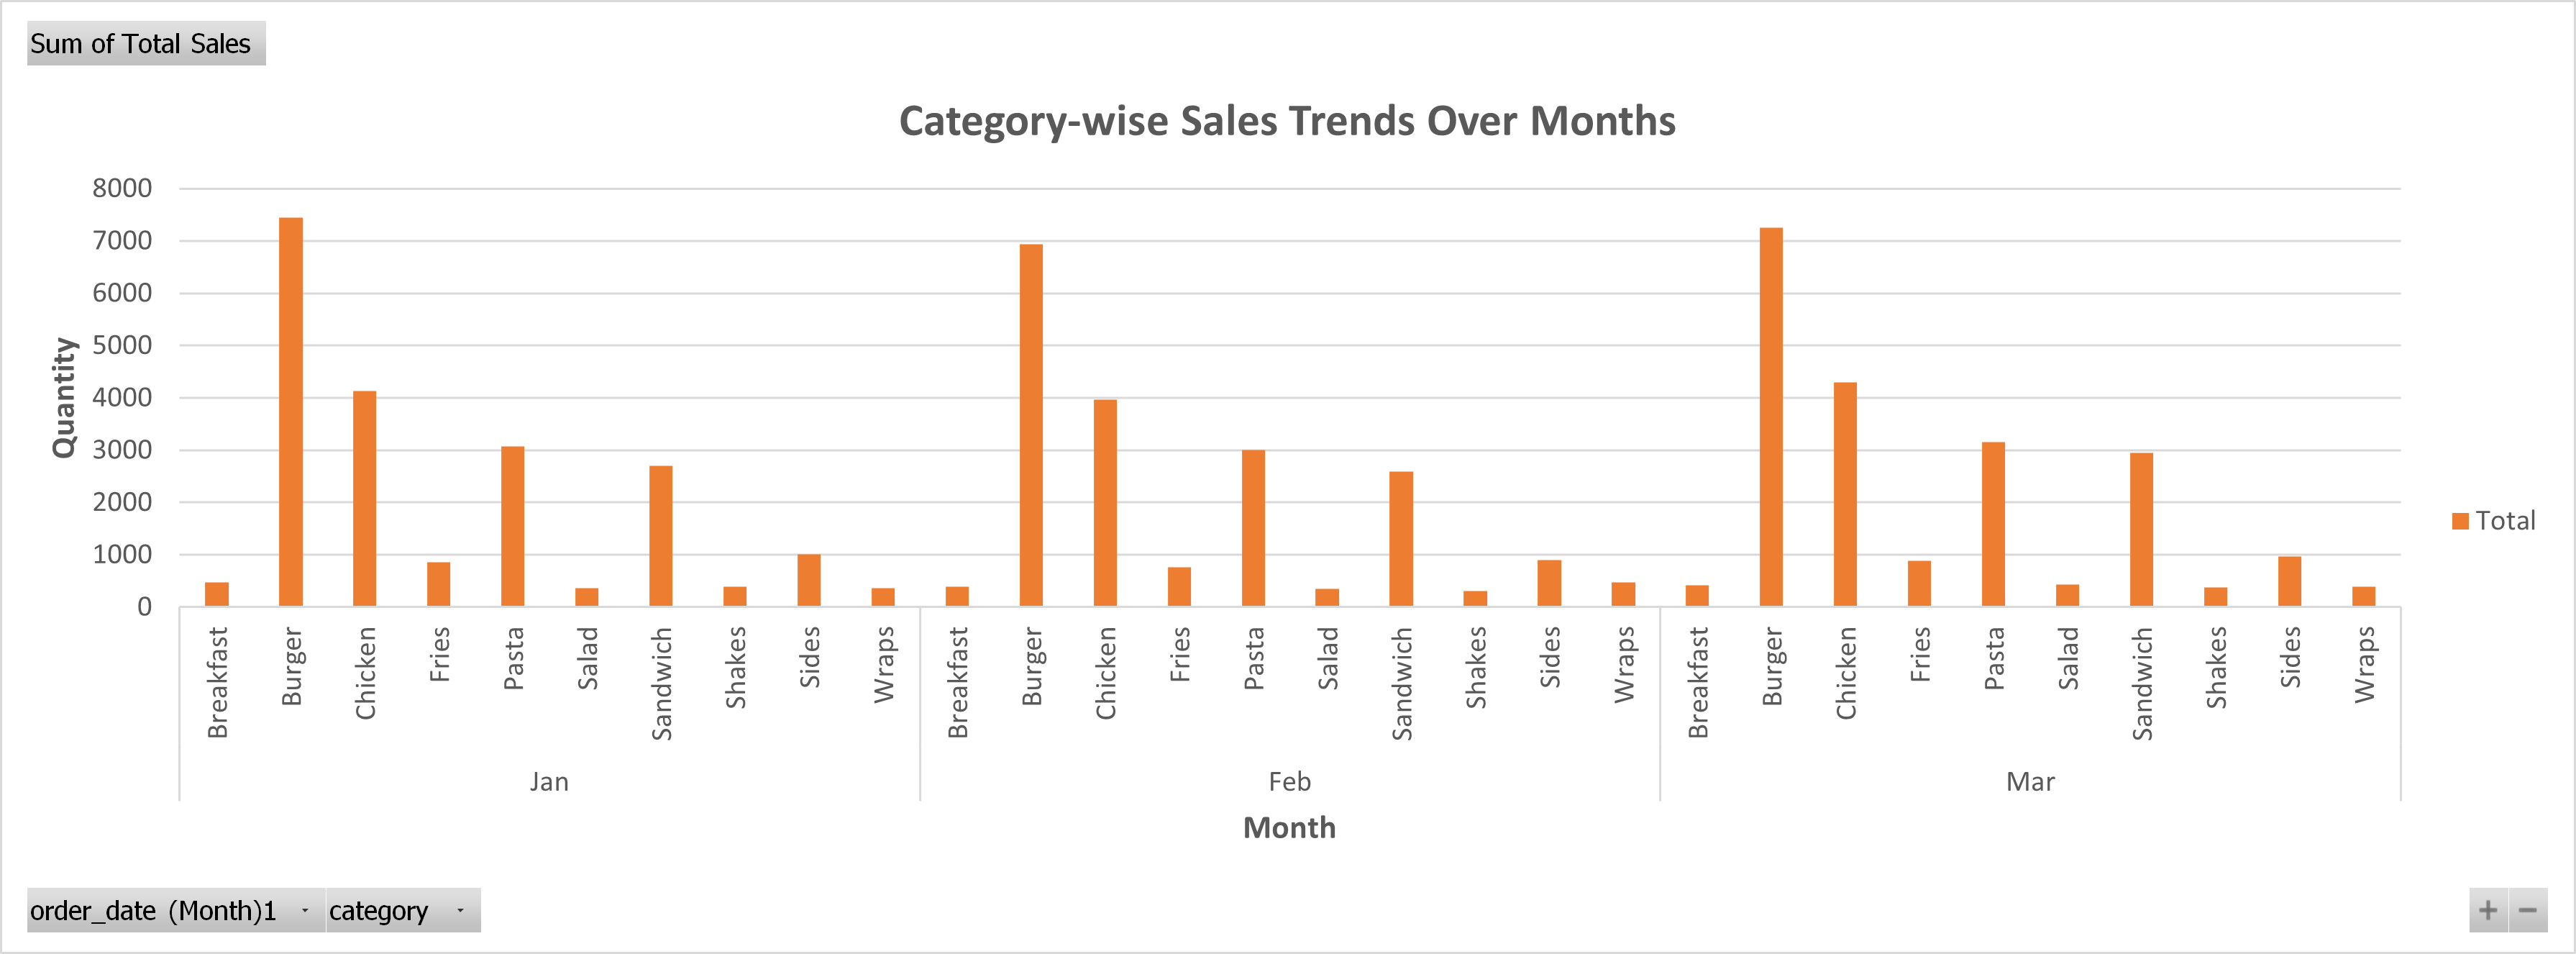 Sum of Total Sales
Category-wise Sales Trends Over Months
8000
7000
6000
5000
4000
3000
2000
1000
0
Quantity
Total
Breakfast
Burger
Chicken
Fries
Pasta
Salad
Sandwich
Shakes
Sides
Wraps
Breakfast
Burger
Chicken
Fries
Pasta
Salad
Sandwich
Shakes
Sides
Wraps
Breakfast
Burger
Chicken
Fries
Pasta
Salad
Sandwich
Shakes
Sides
Wraps
Jan Feb Mar
Month
order_date (Month)1 category
+ −